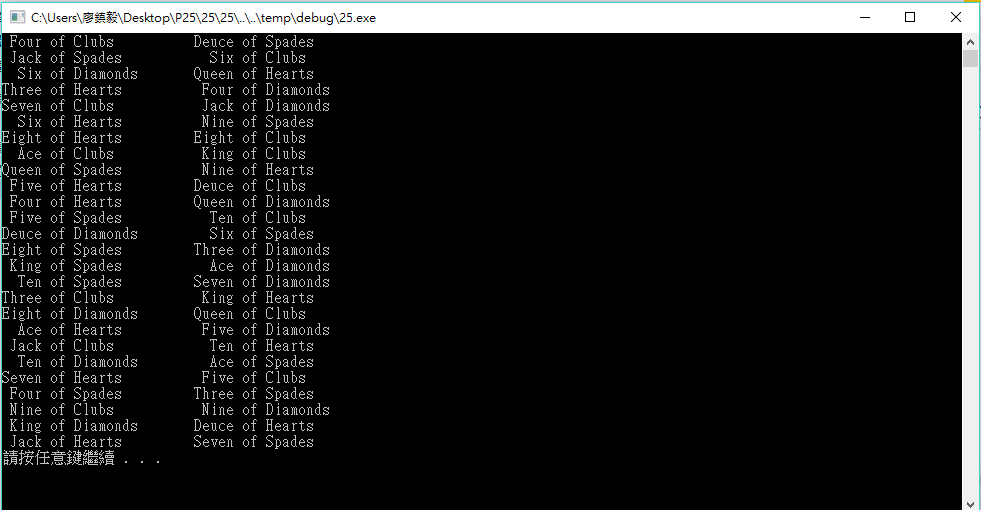 C:\Users\廖鎮毅\Desktop\P25\25\25\..\..\temp\debug\25.exe
Four of Clubs Deuce of Spades
Jack of Spades Six of Clubs
Six of Diamonds Queen of Hearts
Three of Hearts Four of Diamonds
Seven of Clubs Jack of Diamonds
Six of Hearts Nine of Spades
Eight of Hearts Eight of Clubs
Ace of Clubs King of Clubs
Queen of Spades Nine of Hearts
Five of Hearts Deuce of Clubs
Four of Hearts Queen of Diamonds
Five of Spades Ten of Clubs
Deuce of Diamonds Six of Spades
Eight of Spades Three of Diamonds
King of Spades Ace of Diamonds
Ten of Spades Seven of Diamonds
Three of Clubs King of Hearts
Eight of Diamonds Queen of Clubs
Ace of Hearts Five of Diamonds
Jack of Clubs Ten of Hearts
Ten of Diamonds Ace of Spades
Seven of Hearts Five of Clubs
Four of Spades Three of Spades
Nine of Clubs Nine of Diamonds
King of Diamonds Deuce of Hearts
Jack of Hearts Seven of Spades
請按任意鍵繼續 . . .